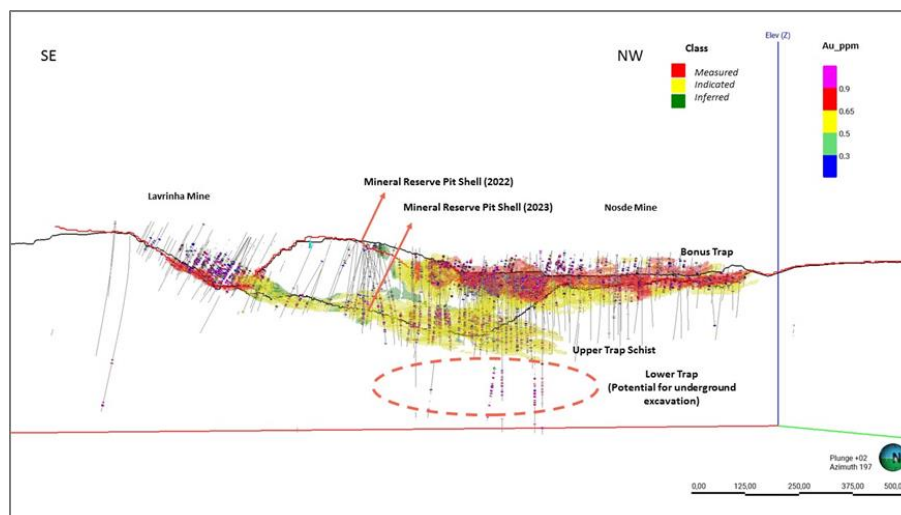 SE
NW
Elev (Z)
Class
Measured
Indicated
Inferred
Au_ppm
0.9
0.65
0.5
0.3
Lavrinha Mine
Mineral Reserve Pit Shell (2022)
Mineral Reserve Pit Shell (2023)
Nosde Mine
Bonus Trap
Upper Trap Schist
Lower Trap
(Potential for underground
excavation)
Plunge +02
Azimuth 197
N
0,00 125,00 250,00 375,00 500,0